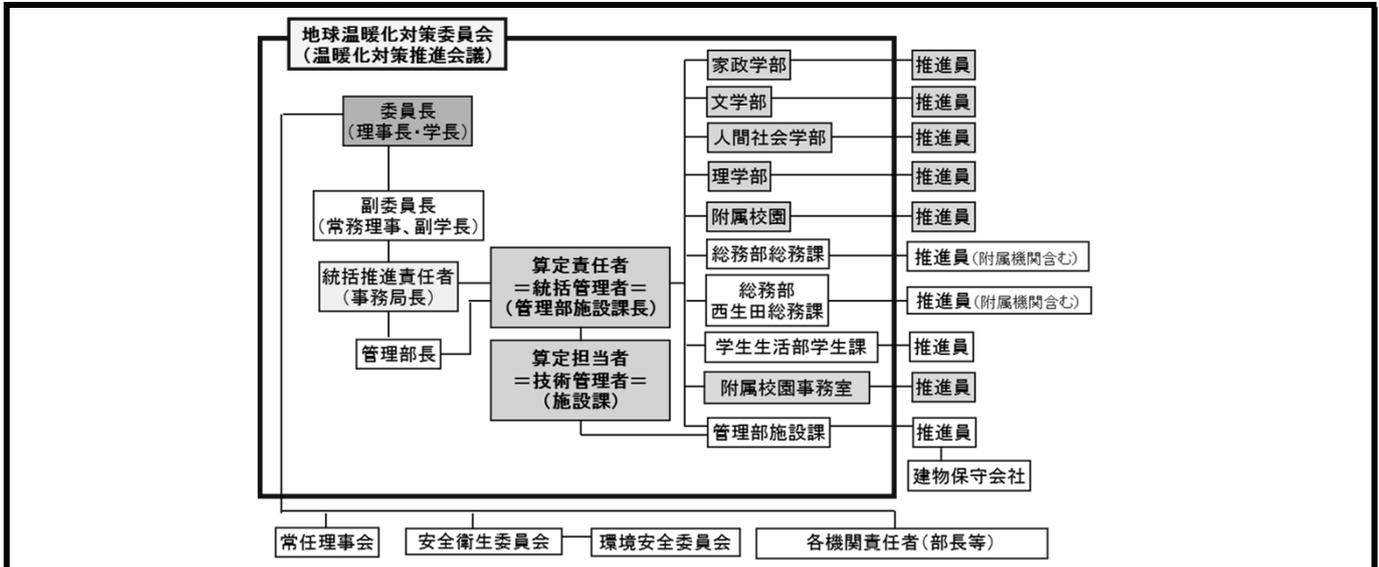 地球温暖化対策委員会
（温暖化対策推進会議）
委員長
（理事長・学長）
副委員長
（常務理事、副学長）
統括推進責任者
（事務局長）
管理部長
算定責任者
＝統括管理者＝
（管理部施設課長）
算定担当者
＝技術管理者＝
（施設課）
家政学部
推進員
文学部
推進員
人間社会学部
推進員
理学部
推進員
附属校園
推進員
総務部総務課
推進員（附属機関含む）
総務部
西生田総務課
推進員（附属機関含む）
学生生活部学生課
推進員
附属校園事務室
推進員
管理部施設課
推進員
建物保守会社
常任理事会
安全衛生委員会
環境安全委員会
各機関責任者（部長等）